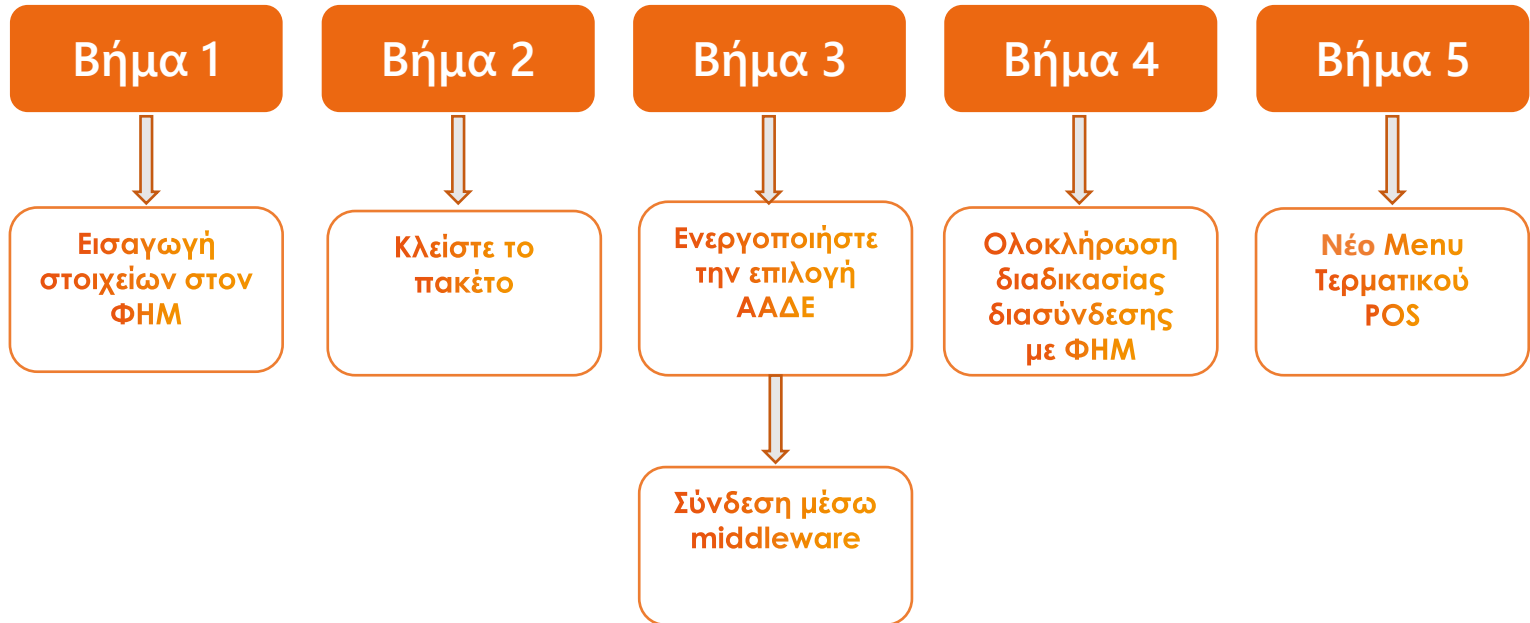 Βήμα 1
Βήμα 2
Βήμα 3
Βήμα 4
Βήμα 5
Εισαγωγή
στοιχείων στον
ΦΗΜ
Κλείστε το
πακέτο
Ενεργοποιήστε
την επιλογή
ΑΑΔΕ
Ολοκλήρωση
διαδικασίας
διασύνδεσης
με ΦΗΜ
Νέο Menu
Τερματικού
POS
Σύνδεση μέσω
middleware